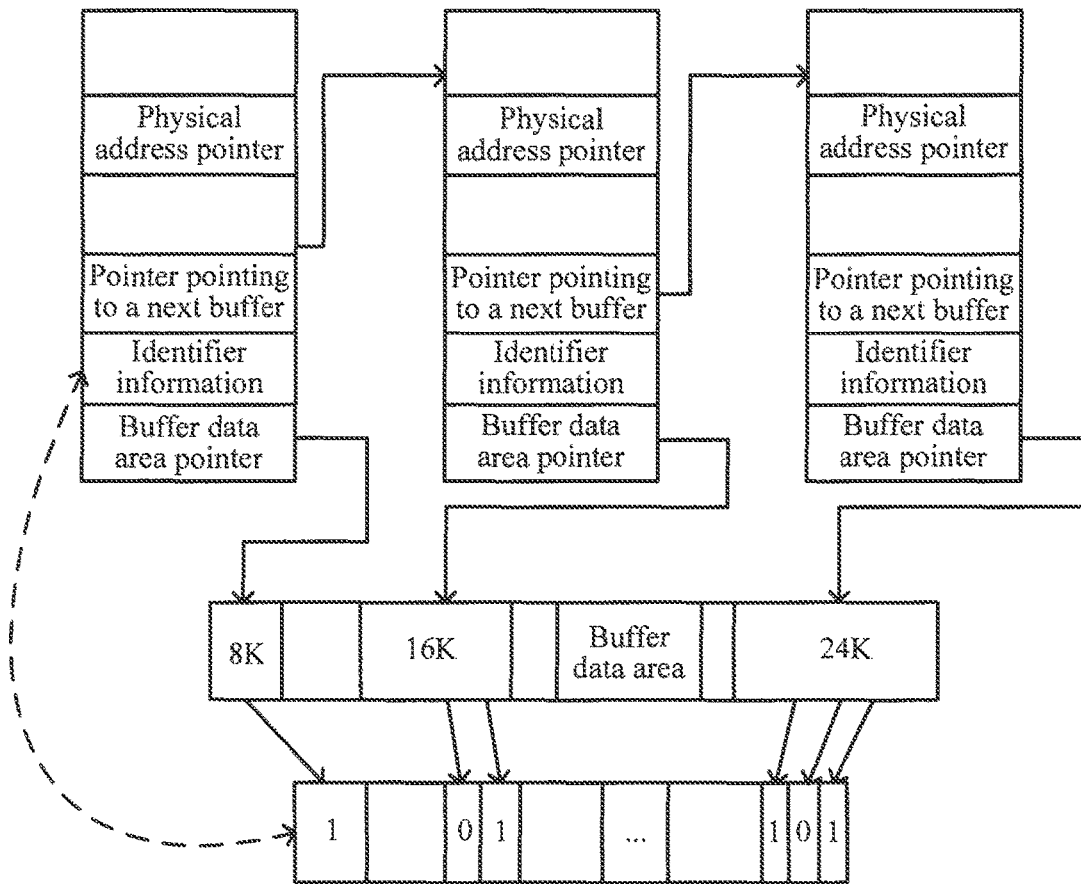 Physical
address pointer
Pointer pointing
to a next buffer
Identifier
information
Buffer data
area pointer
Physical
address pointer
Pointer pointing
to a next buffer
Identifier
information
Buffer data
area pointer
Physical
address pointer
Pointer pointing
to a next buffer
Identifier
information
Buffer data
area pointer
8K
16K
Buffer
data area
24K
1
0
1
...
1
0
1